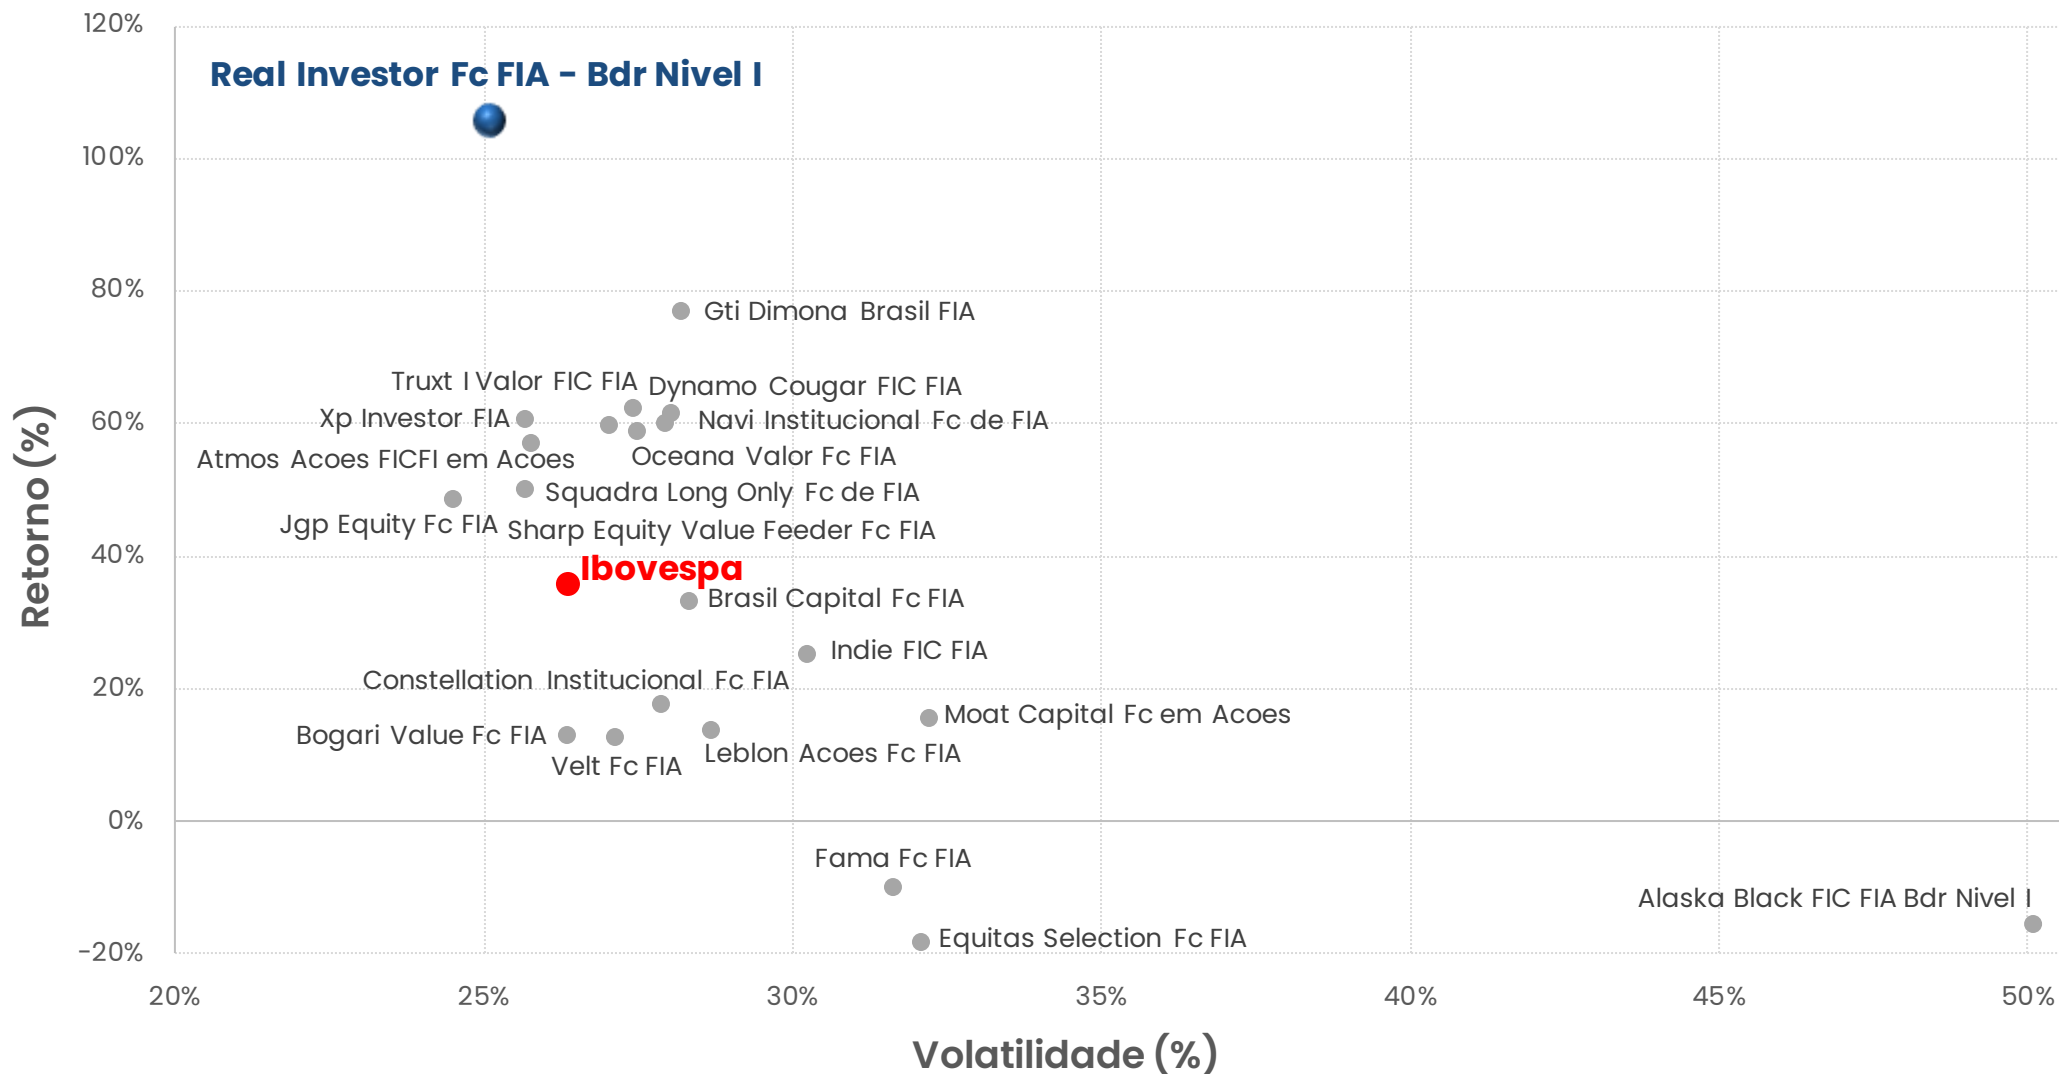 120%
Real Investor Fc FIA - Bdr Nivel I
100%
80%
Gti Dimona Brasil FIA
Truxt I Valor FIC FIA
Dynamo Cougar FIC FIA
Xp Investor FIA
60%
Navi Institucional Fc de FIA
Atmos Acoes FICFI em Acoes
Oceana Valor Fc FIA
Squadra Long Only Fc de FIA
Jgp Equity Fc FIA
Sharp Equity Value Feeder Fc FIA
40%
Ibovespa
Brasil Capital Fc FIA
Indie FIC FIA
Constellation Institucional Fc FIA
20%
Moat Capital Fc em Acoes
Bogari Value Fc FIA
Leblon Acoes Fc FIA
Velt Fc FIA
0%
Fama Fc FIA
Alaska Black FIC FIA Bdr Nivel I
Equitas Selection Fc FIA
-20%
Retorno (%)
20% 25% 30% 35% 40% 45% 50%
Volatilidade (%)